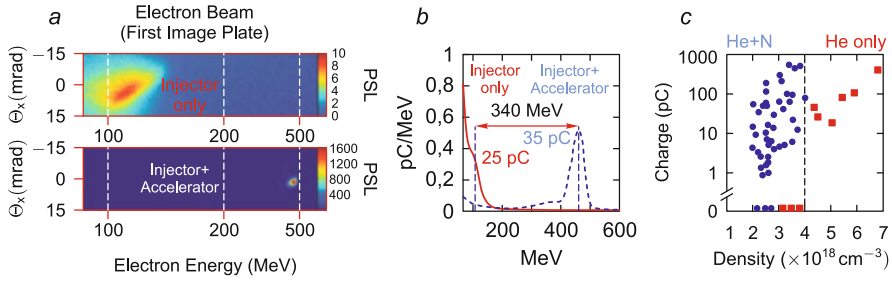 a
Electron Beam
(First Image Plate)
Θx (mrad)
−15
0
15
Injector
only
100
200
500
10
8
6
4
2
0
PSL
Θx (mrad)
−15
0
15
Injector+
Accelerator
100
200
500
1600
1200
800
400
PSL
Electron Energy (MeV)
b
pC/MeV
1
0,8
0,6
0,4
0,2
0
Injector
only
Injector+
Accelerator
340 MeV
35 pC
25 pC
200
400
600
MeV
c
He+N
He only
Charge (pC)
1000
100
10
1
0
1 2 3 4 5 6 7
Density (×10¹⁸ cm⁻³)